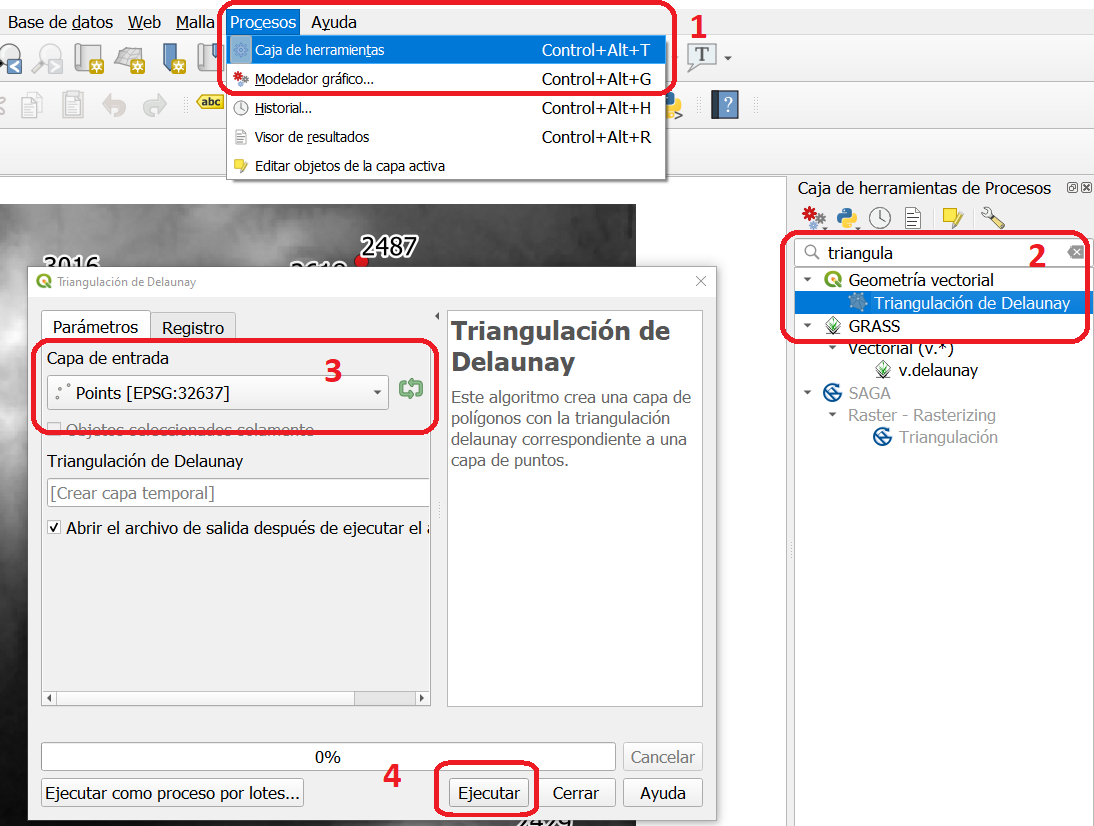 Base de datos Web Malla Procesos Ayuda
1
Caja de herramientas Control+Alt+T
Modelador gráfico... Control+Alt+G
Historial... Control+Alt+H
Visor de resultados Control+Alt+R
Editar objetos de la capa activa
T
abc
?
Caja de herramientas de Procesos
triangula
2
Geometría vectorial
Triangulación de Delaunay
GRASS
Vectorial (v.*)
v.delaunay
SAGA
Raster - Rasterizing
Triangulación
2487
3016
Triangulación de Delaunay
Parámetros Registro
Capa de entrada
3
Points [EPSG:32637]
Objetos seleccionados solamente
Triangulación de Delaunay
[Crear capa temporal]
Abrir el archivo de salida después de ejecutar el
Triangulación de
Delaunay
Este algoritmo crea una capa de
polígonos con la triangulación
delaunay correspondiente a una
capa de puntos.
0%
Cancelar
4
Ejecutar como proceso por lotes...
Ejecutar
Cerrar
Ayuda